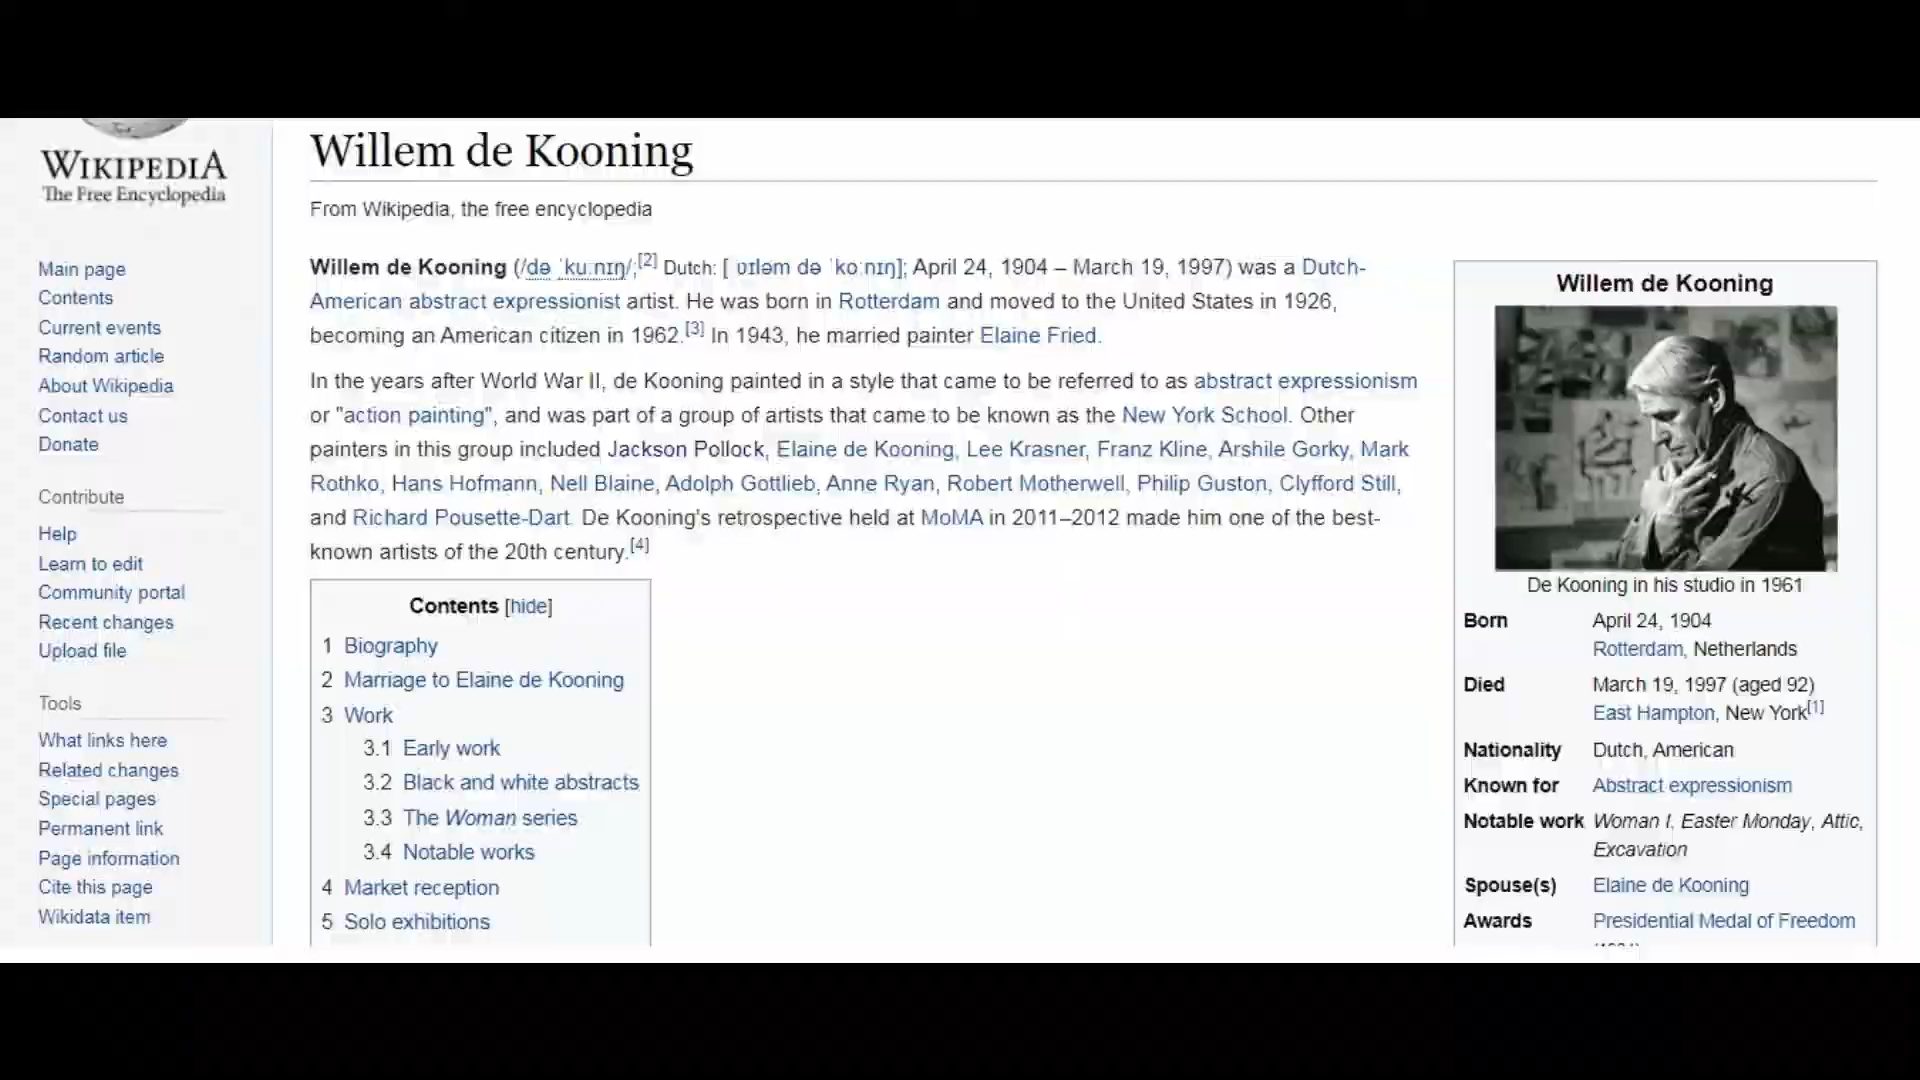 WIKIPEDIA
The Free Encyclopedia
Main page
Contents
Current events
Random article
About Wikipedia
Contact us
Donate
Contribute
Help
Learn to edit
Community portal
Recent changes
Upload file
Tools
What links here
Related changes
Special pages
Permanent link
Page information
Cite this page
Wikidata item
Willem de Kooning
From Wikipedia, the free encyclopedia
Willem de Kooning (/də ˈkuːnɪŋ/;[2] Dutch: [ˈʋɪləm də ˈkoːnɪŋ]; April 24, 1904 – March 19, 1997) was a Dutch-
American abstract expressionist artist. He was born in Rotterdam and moved to the United States in 1926,
becoming an American citizen in 1962.[3] In 1943, he married painter Elaine Fried.
In the years after World War II, de Kooning painted in a style that came to be referred to as abstract expressionism
or "action painting", and was part of a group of artists that came to be known as the New York School. Other
painters in this group included Jackson Pollock, Elaine de Kooning, Lee Krasner, Franz Kline, Arshile Gorky, Mark
Rothko, Hans Hofmann, Nell Blaine, Adolph Gottlieb, Anne Ryan, Robert Motherwell, Philip Guston, Clyfford Still,
and Richard Pousette-Dart. De Kooning's retrospective held at MoMA in 2011–2012 made him one of the best-
known artists of the 20th century.[4]
Contents [hide]
1 Biography
2 Marriage to Elaine de Kooning
3 Work
3.1 Early work
3.2 Black and white abstracts
3.3 The Woman series
3.4 Notable works
4 Market reception
5 Solo exhibitions
Willem de Kooning
De Kooning in his studio in 1961
Born April 24, 1904
Rotterdam, Netherlands
Died March 19, 1997 (aged 92)
East Hampton, New York[1]
Nationality Dutch, American
Known for Abstract expressionism
Notable work Woman I, Easter Monday, Attic,
Excavation
Spouse(s) Elaine de Kooning
Awards Presidential Medal of Freedom